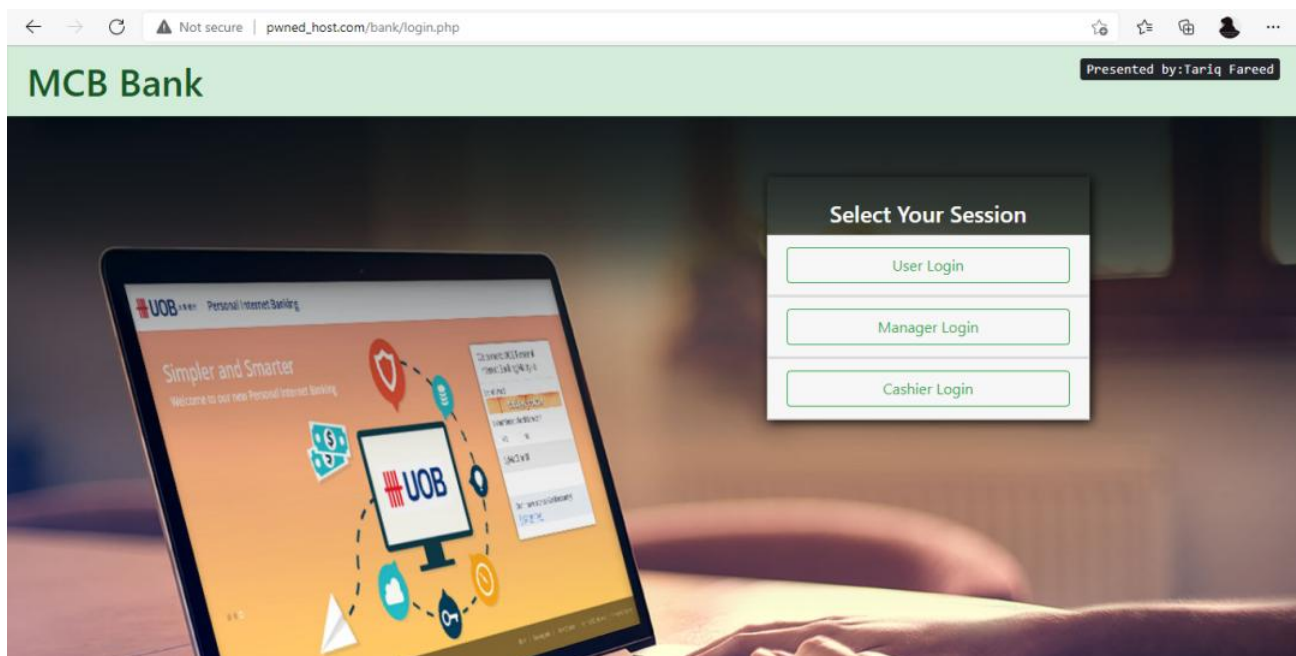 Not secure | pwned_host.com/bank/login.php
MCB Bank
Presented by:Tariq Fareed
Select Your Session
User Login
Manager Login
Cashier Login
UOB Personal Internet Banking
Simpler and Smarter
Welcome to our new Personal Internet Banking
UOB